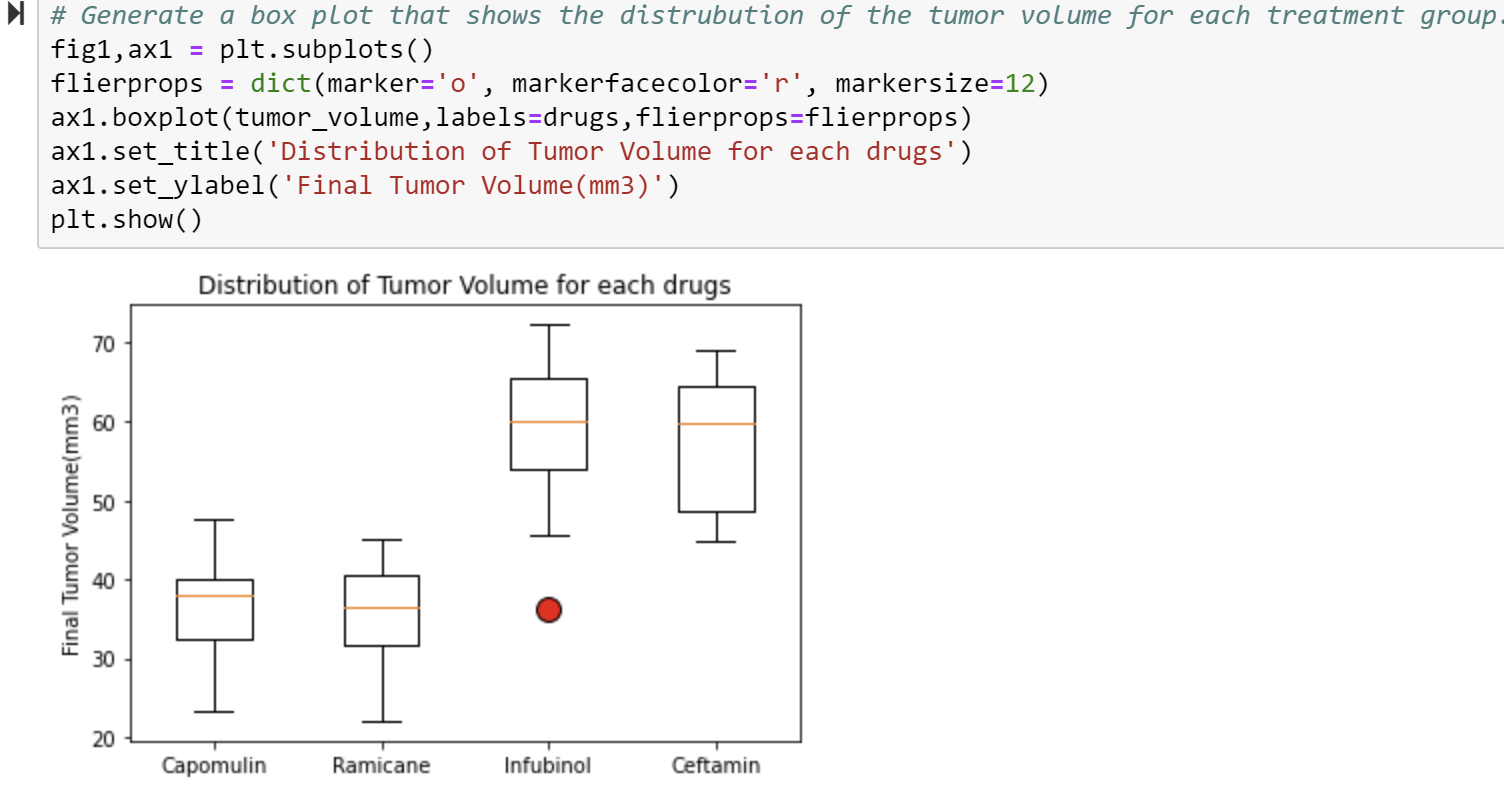 # Generate a box plot that shows the distrubution of the tumor volume for each treatment group.
fig1,ax1 = plt.subplots()
flierprops = dict(marker='o', markerfacecolor='r', markersize=12)
ax1.boxplot(tumor_volume,labels=drugs,flierprops=flierprops)
ax1.set_title('Distribution of Tumor Volume for each drugs')
ax1.set_ylabel('Final Tumor Volume(mm3)')
plt.show()
Distribution of Tumor Volume for each drugs
Final Tumor Volume(mm3)
70
60
50
40
30
20
Capomulin Ramicane Infubinol Ceftamin